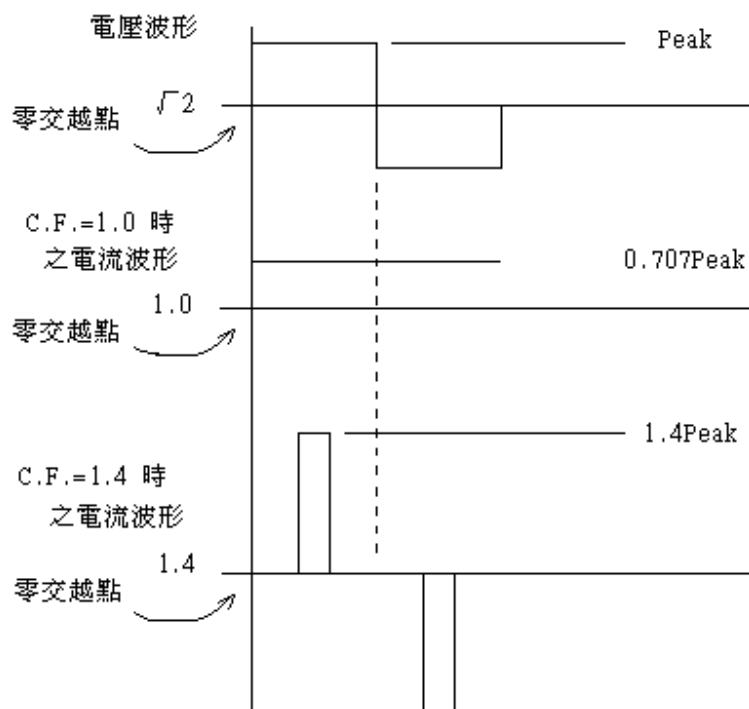 電壓波形
Peak
√2
零交越點
C.F.=1.0 時
之電流波形
0.707Peak
1.0
零交越點
1.4Peak
C.F.=1.4 時
之電流波形
1.4
零交越點